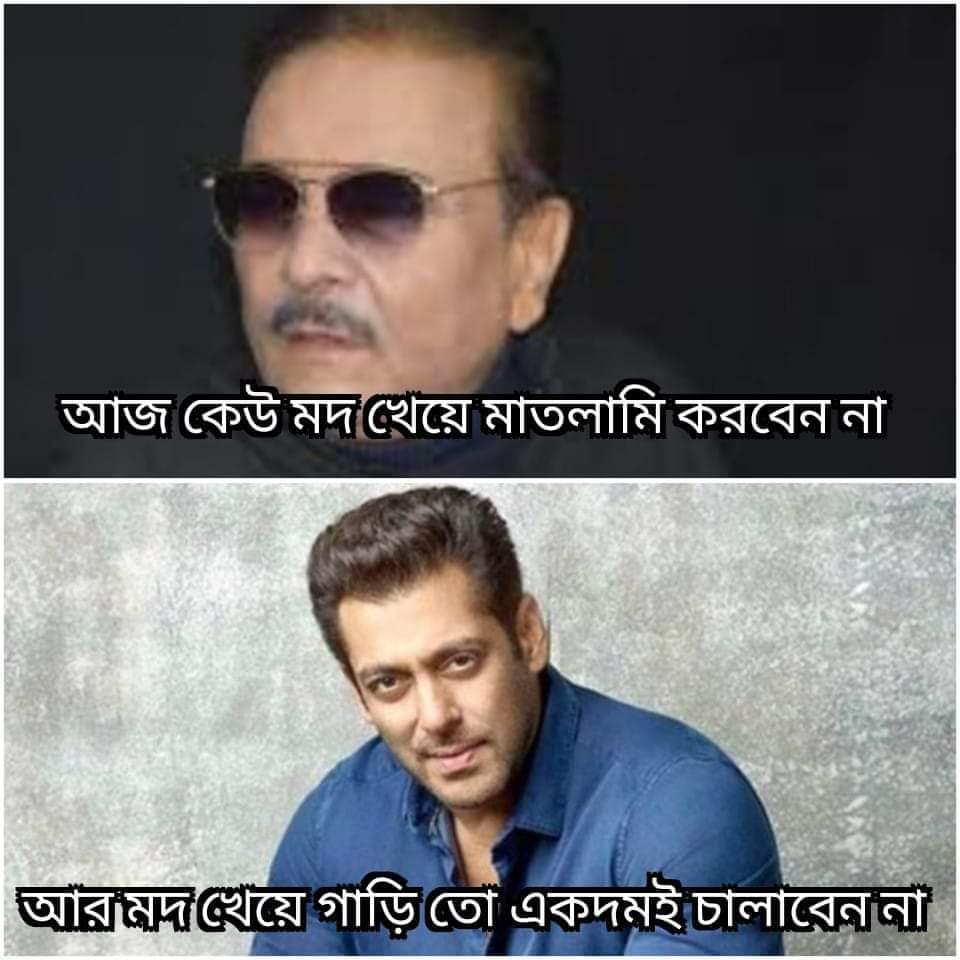 আজ কেউ মদ খেয়ে মাতলামি করবেন না
আর মদ খেয়ে গাড়ি তো একদমই চালাবেন না